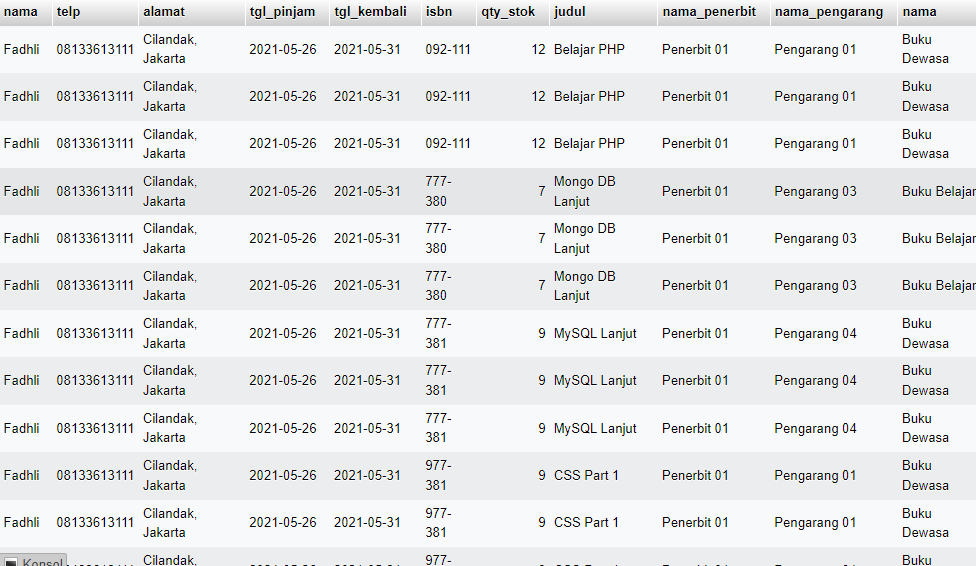 nama telp alamat tgl_pinjam tgl_kembali isbn qty_stok judul nama_penerbit nama_pengarang nama
Fadhli 08133613111 Cilandak, Jakarta 2021-05-26 2021-05-31 092-111 12 Belajar PHP Penerbit 01 Pengarang 01 Buku Dewasa
Fadhli 08133613111 Cilandak, Jakarta 2021-05-26 2021-05-31 092-111 12 Belajar PHP Penerbit 01 Pengarang 01 Buku Dewasa
Fadhli 08133613111 Cilandak, Jakarta 2021-05-26 2021-05-31 092-111 12 Belajar PHP Penerbit 01 Pengarang 01 Buku Dewasa
Fadhli 08133613111 Cilandak, Jakarta 2021-05-26 2021-05-31 777-380 7 Mongo DB Lanjut Penerbit 01 Pengarang 03 Buku Belajar
Fadhli 08133613111 Cilandak, Jakarta 2021-05-26 2021-05-31 777-380 7 Mongo DB Lanjut Penerbit 01 Pengarang 03 Buku Belajar
Fadhli 08133613111 Cilandak, Jakarta 2021-05-26 2021-05-31 777-380 7 Mongo DB Lanjut Penerbit 01 Pengarang 03 Buku Belajar
Fadhli 08133613111 Cilandak, Jakarta 2021-05-26 2021-05-31 777-381 9 MySQL Lanjut Penerbit 01 Pengarang 04 Buku Dewasa
Fadhli 08133613111 Cilandak, Jakarta 2021-05-26 2021-05-31 777-381 9 MySQL Lanjut Penerbit 01 Pengarang 04 Buku Dewasa
Fadhli 08133613111 Cilandak, Jakarta 2021-05-26 2021-05-31 777-381 9 MySQL Lanjut Penerbit 01 Pengarang 04 Buku Dewasa
Fadhli 08133613111 Cilandak, Jakarta 2021-05-26 2021-05-31 977-381 9 CSS Part 1 Penerbit 01 Pengarang 01 Buku Dewasa
Fadhli 08133613111 Cilandak, Jakarta 2021-05-26 2021-05-31 977-381 9 CSS Part 1 Penerbit 01 Pengarang 01 Buku Dewasa
Cilandak, 977- Buku
Konsol